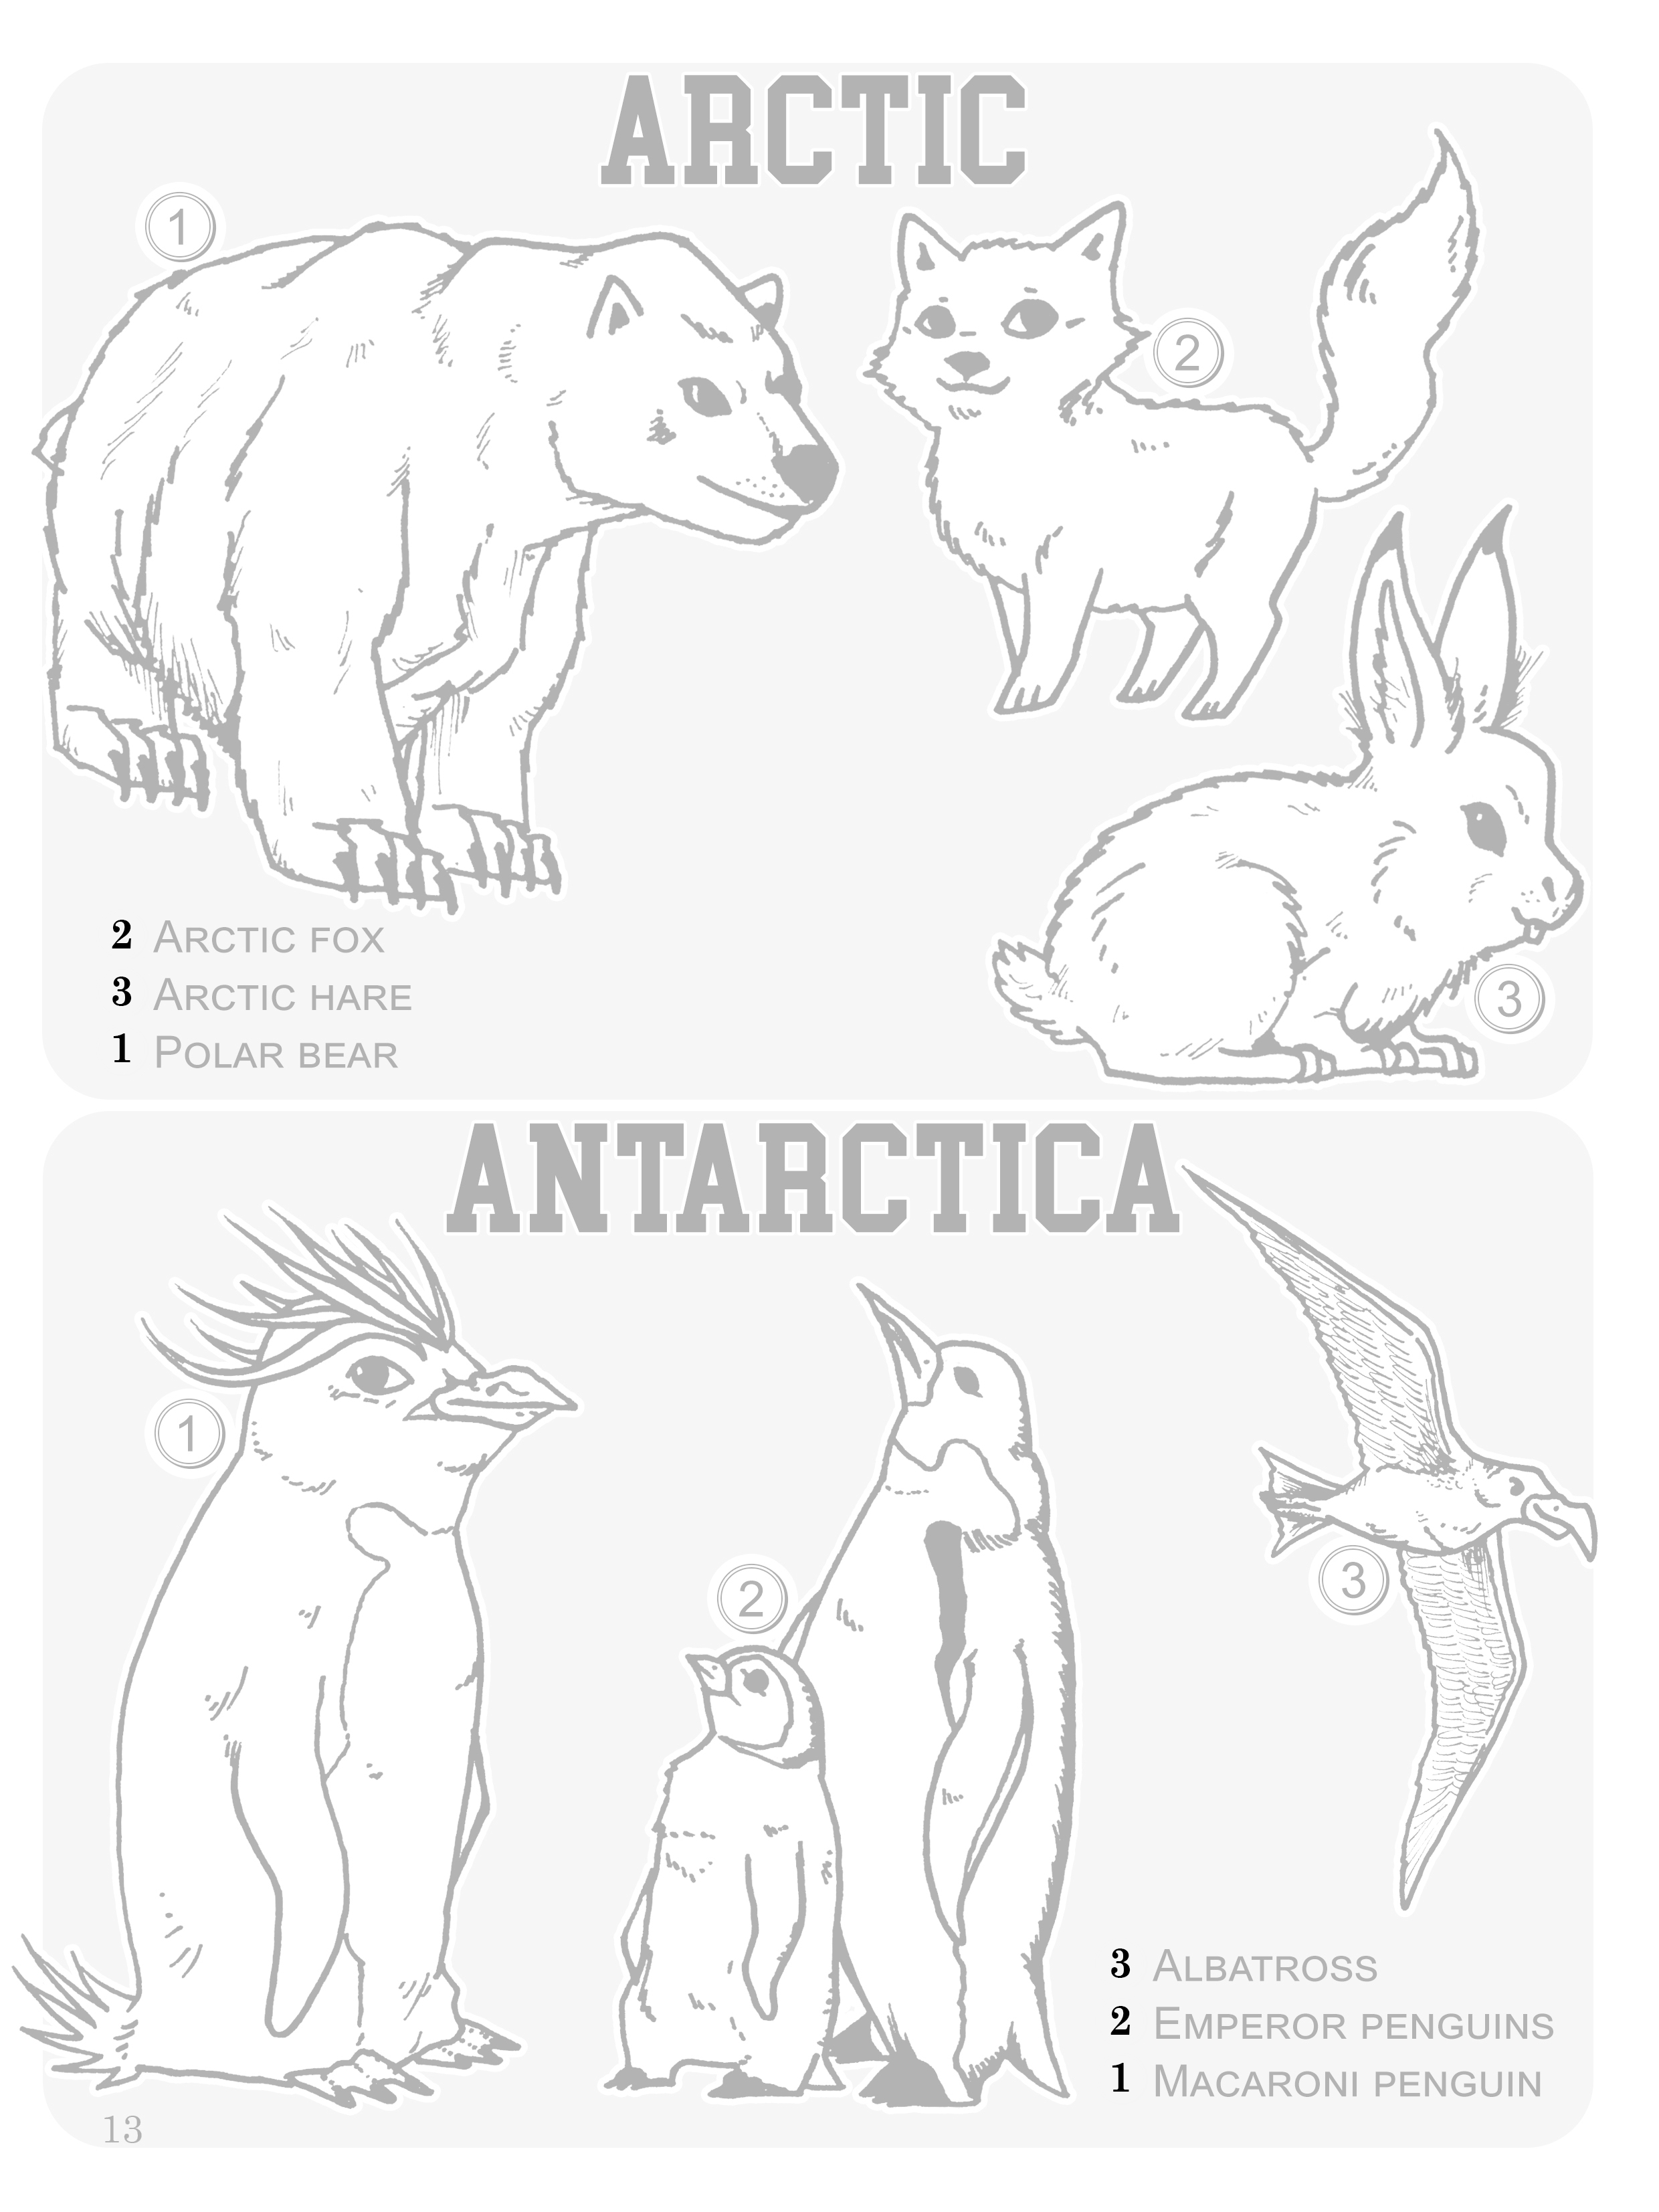 ARCTIC
1
2
3
2 ARCTIC FOX
3 ARCTIC HARE
1 POLAR BEAR
ANTARCTICA
1
2
3
3 ALBATROSS
2 EMPEROR PENGUINS
1 MACARONI PENGUIN
13